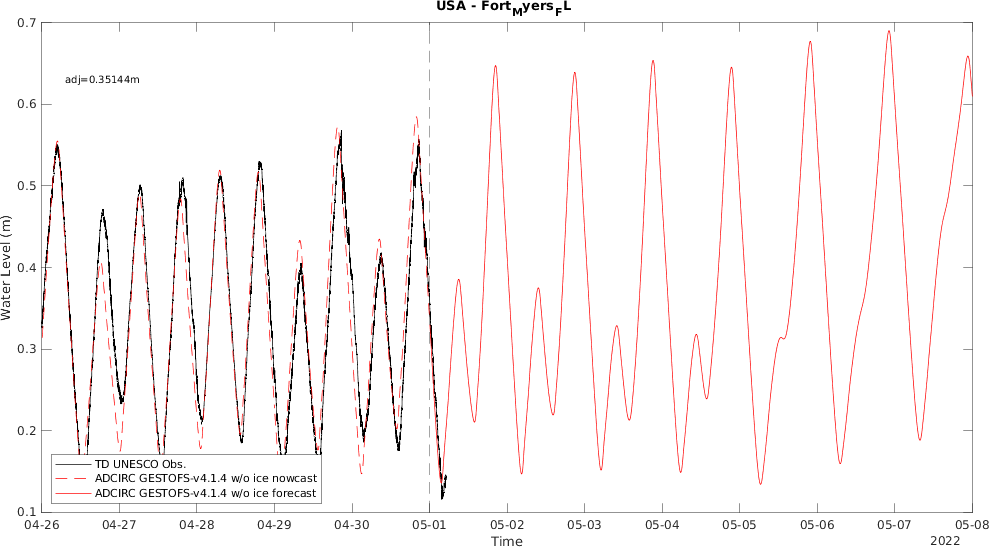 USA - Fort_Myers_FL
adj=0.35144m
0.7
0.6
0.5
0.4
0.3
0.2
0.1
Water Level (m)
TD UNESCO Obs.
ADCIRC GESTOFS-v4.1.4 w/o ice nowcast
ADCIRC GESTOFS-v4.1.4 w/o ice forecast
04-26 04-27 04-28 04-29 04-30 05-01 05-02 05-03 05-04 05-05 05-06 05-07 05-08
Time
2022